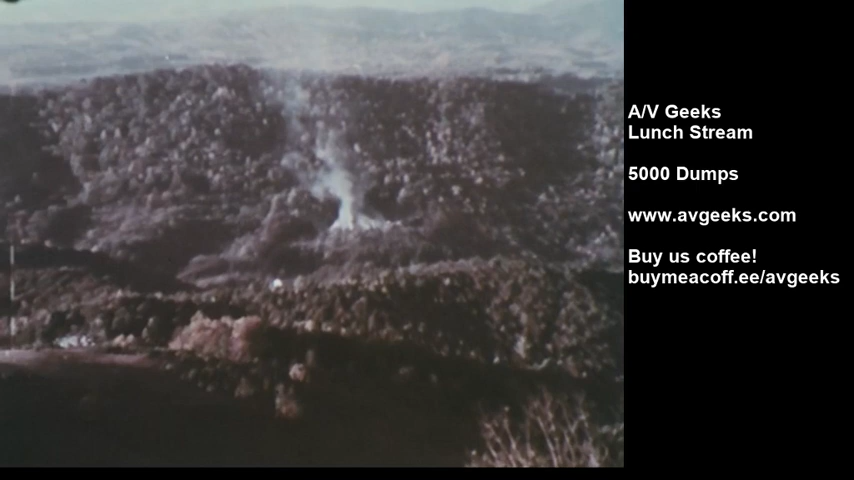 A/V Geeks
Lunch Stream
5000 Dumps
www.avgeeks.com
Buy us coffee!
buymeacoff.ee/avgeeks